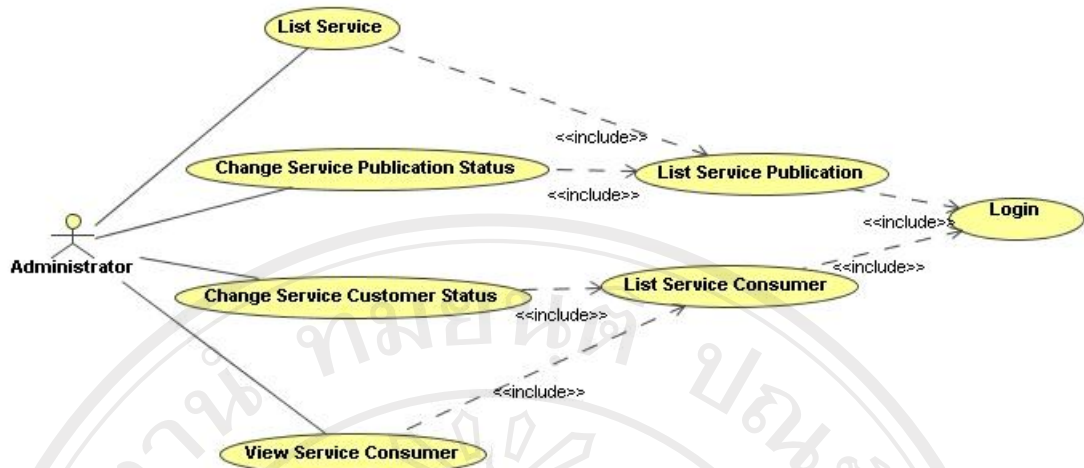 List Service
<<include>>
Change Service Publication Status
List Service Publication
<<include>>
Login
<<include>>
Administrator
<<include>>
List Service Consumer
Change Service Customer Status
<<include>>
<<include>>
View Service Consumer